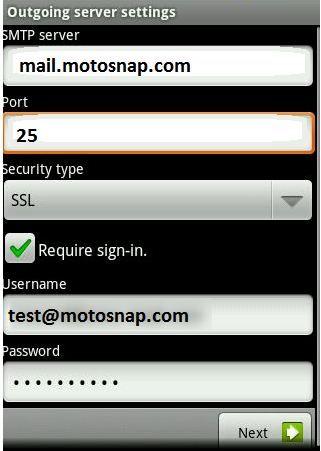 Outgoing server settings
SMTP server
mail.motosnap.com
Port
25
Security type
SSL
Require sign-in.
Username
test@motosnap.com
Password
••••••••••
Next